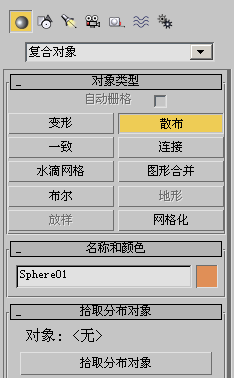 复合对象
对象类型
自动栅格
变形 散布
一致 连接
水滴网格 图形合并
布尔 地形
放样 网格化
名称和颜色
Sphere01
拾取分布对象
对象: <无>
拾取分布对象